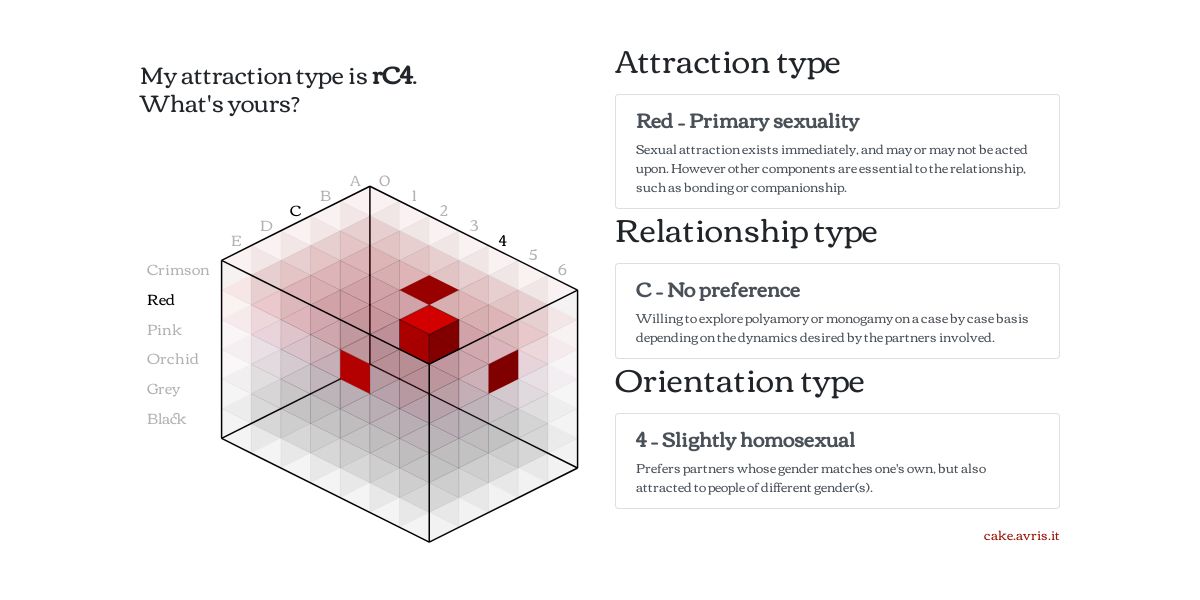 My attraction type is rC4.
What's yours?
A O
B 1
C 2
D 3
E 4
5
6
Crimson
Red
Pink
Orchid
Grey
Black
Attraction type
Red - Primary sexuality
Sexual attraction exists immediately, and may or may not be acted
upon. However other components are essential to the relationship,
such as bonding or companionship.
Relationship type
C - No preference
Willing to explore polyamory or monogamy on a case by case basis
depending on the dynamics desired by the partners involved.
Orientation type
4 - Slightly homosexual
Prefers partners whose gender matches one's own, but also
attracted to people of different gender(s).
cake.avris.it